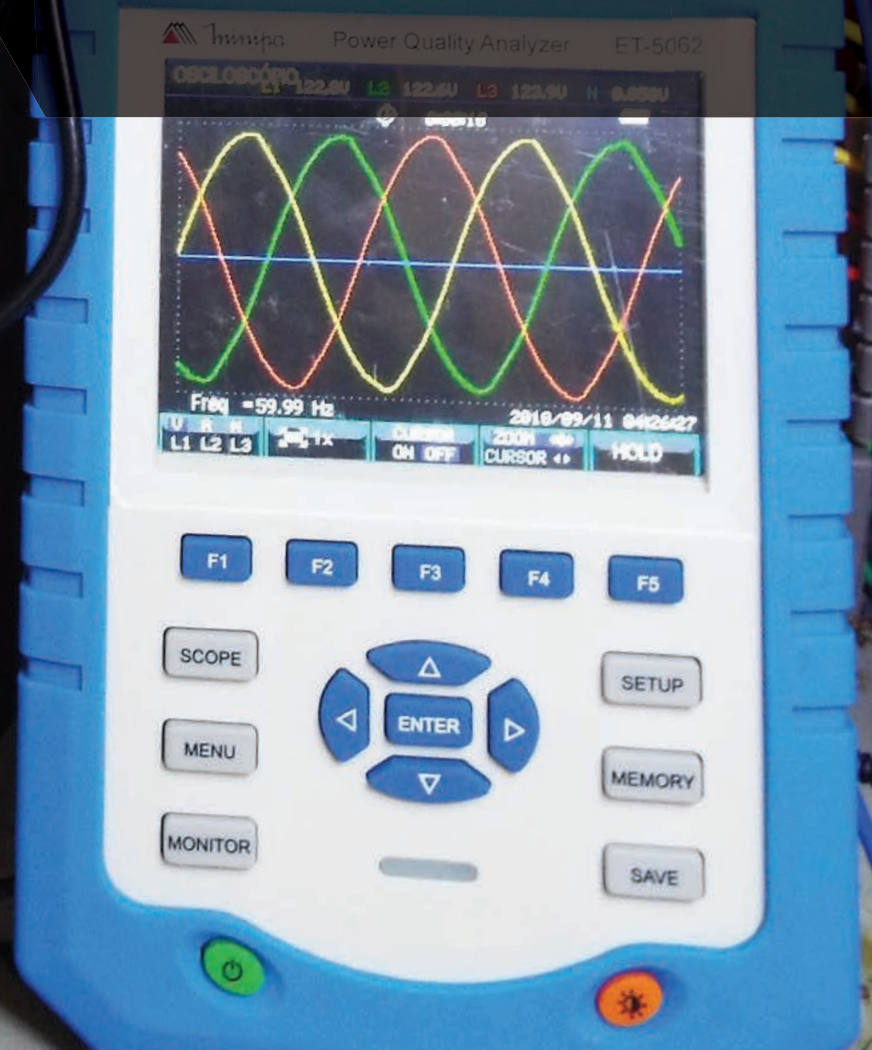 Minipa Power Quality Analyzer ET-5062
OSCILOSCÓPIO
L1 122,8V L2 122,6V L3 123,9V N 0,050V
Freq =59.99 Hz 2018/09/11 04:26:27
L1 L2 L3 1x CURSOR ON OFF ZOOM CURSOR HOLD
F1 F2 F3 F4 F5
SCOPE
SETUP
ENTER
MENU
MEMORY
MONITOR
SAVE